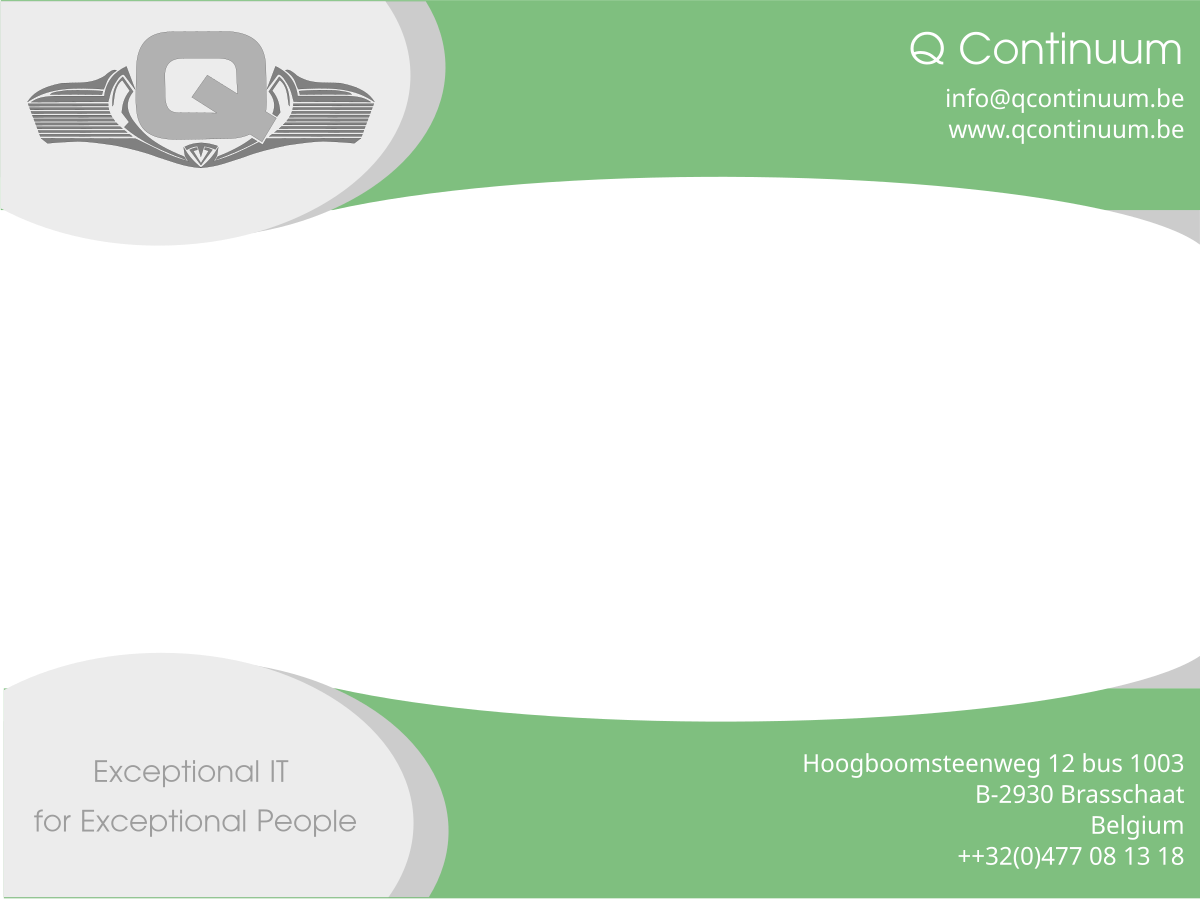 Q
Q Continuum
info@qcontinuum.be
www.qcontinuum.be
Exceptional IT
for Exceptional People
Hoogboomsteenweg 12 bus 1003
B-2930 Brasschaat
Belgium
++32(0)477 08 13 18